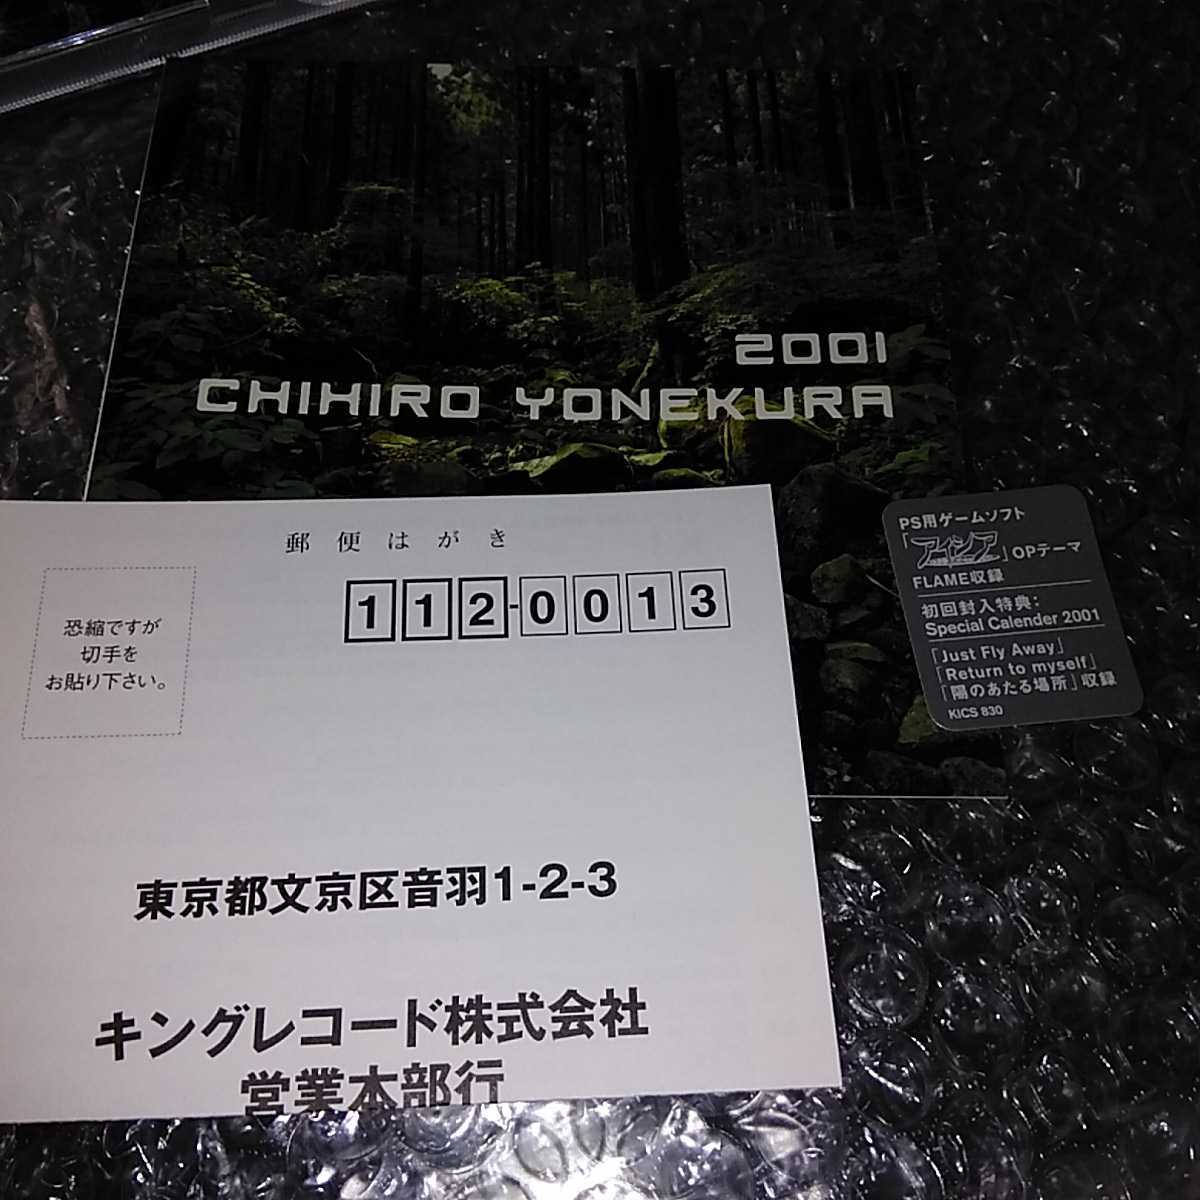 2001
CHIHIRO YONEKURA
郵便はがき
112-0013
恐縮ですが
切手を
お貼り下さい。
東京都文京区音羽1-2-3
キングレコード株式会社
営業本部行
PS用ゲームソフト
「アイシア」OPテーマ
FLAME収録
初回封入特典:
Special Calender 2001
「Just Fly Away」
「Return to myself」
「陽のあたる場所」収録
KICS 830